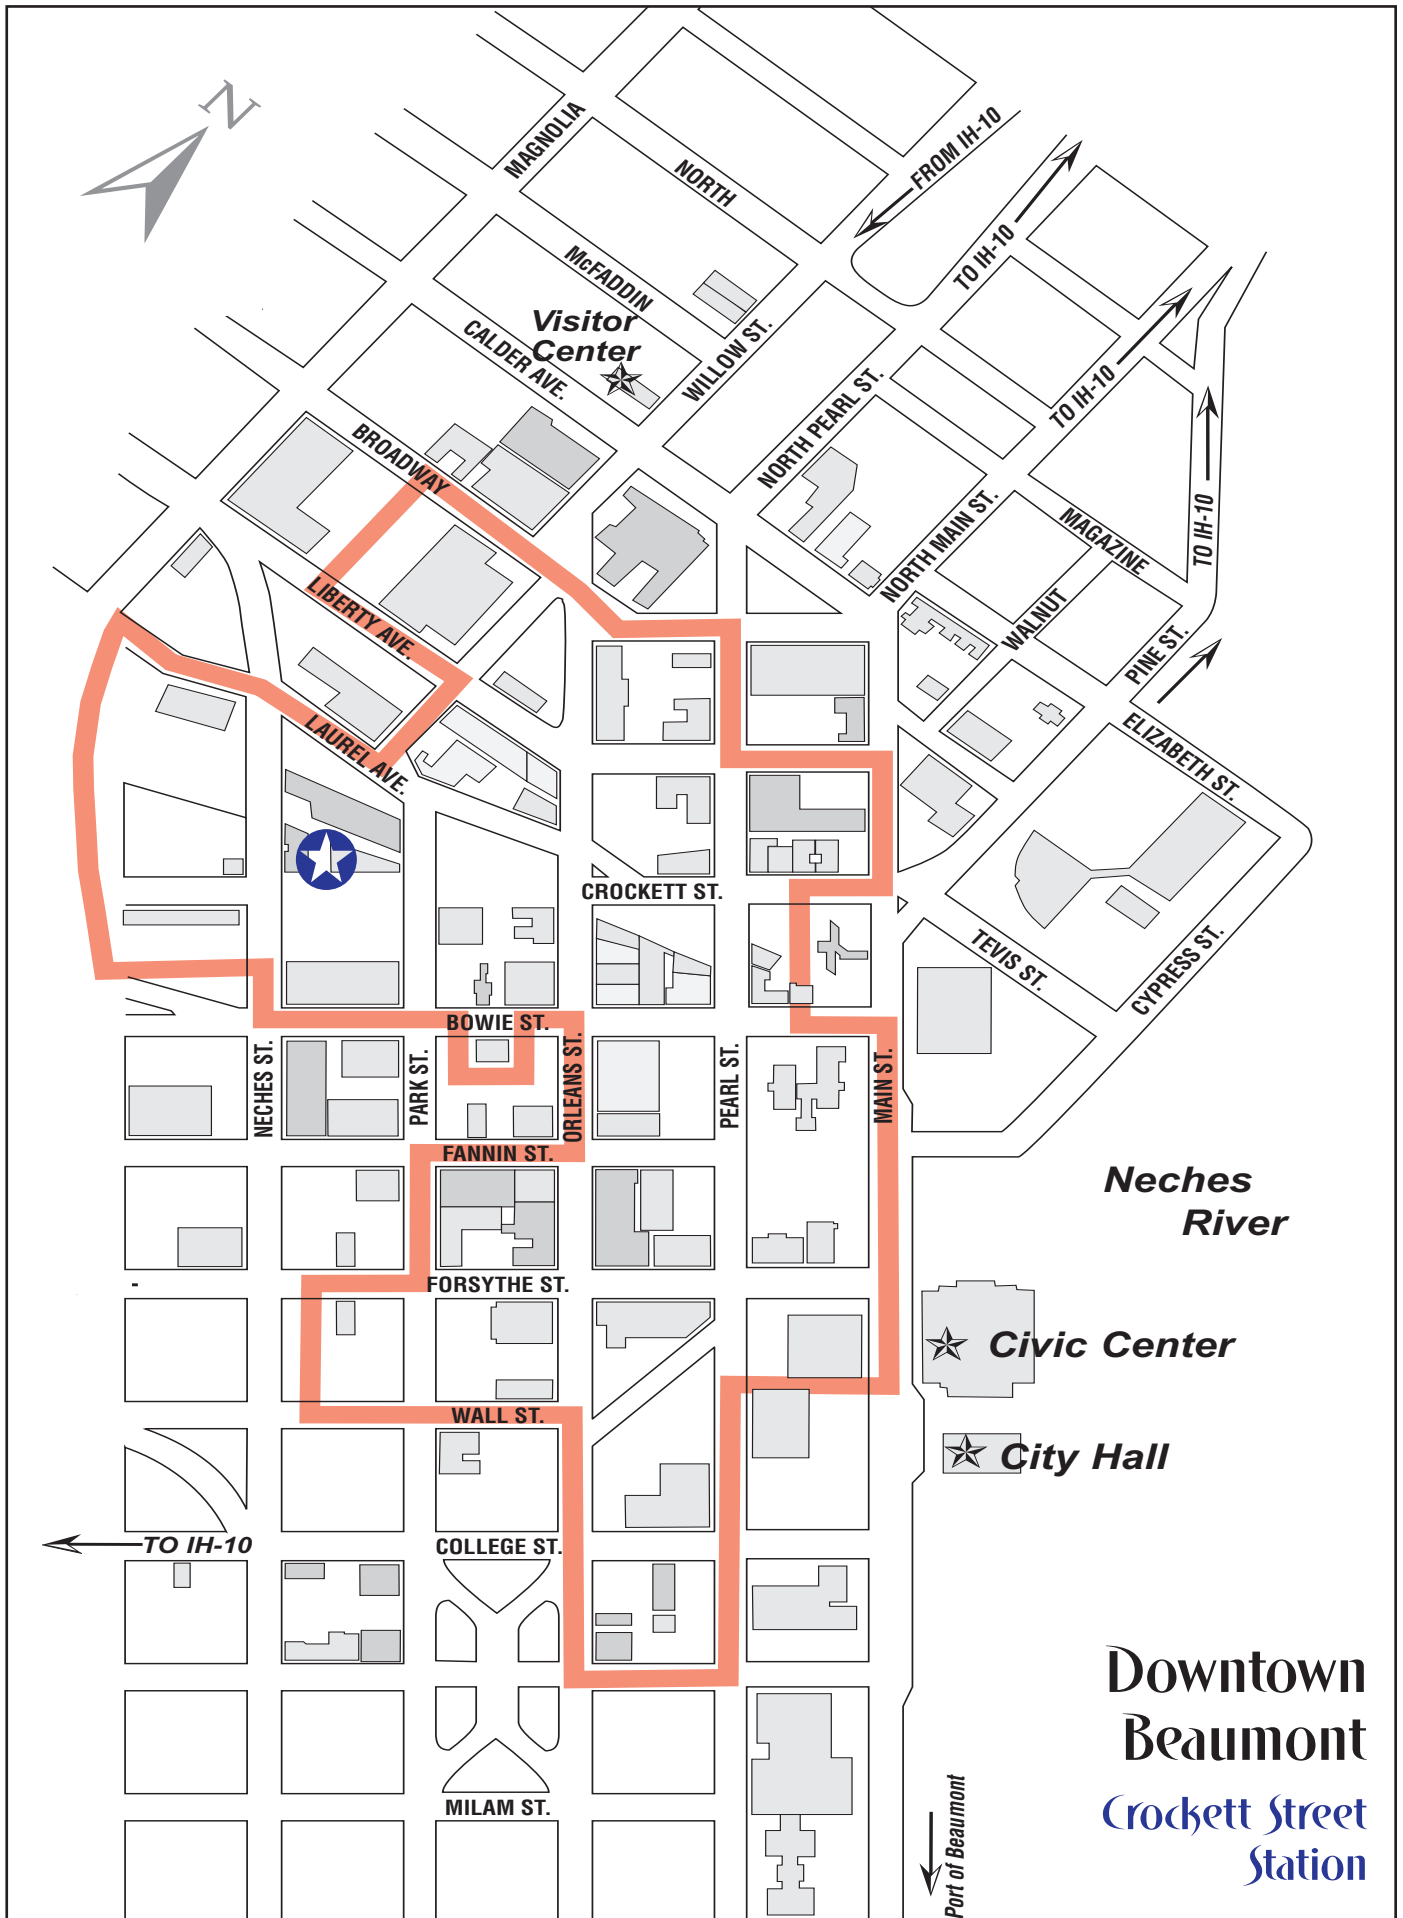 N
MAGNOLIA
NORTH
FROM IH-10
McFADDIN
TO IH-10
Visitor
Center
CALDER AVE.
WILLOW ST.
TO IH-10
NORTH PEARL ST.
BROADWAY
NORTH MAIN ST.
MAGAZINE
TO IH-10
LIBERTY AVE.
WALNUT
PINE ST.
LAUREL AVE.
ELIZABETH ST.
CROCKETT ST.
TEVIS ST.
CYPRESS ST.
BOWIE ST.
NECHES ST.
PARK ST.
ORLEANS ST.
PEARL ST.
MAIN ST.
FANNIN ST.
Neches
River
FORSYTHE ST.
Civic Center
WALL ST.
City Hall
TO IH-10
COLLEGE ST.
MILAM ST.
Port of Beaumont
Downtown
Beaumont
Crockett Street
Station